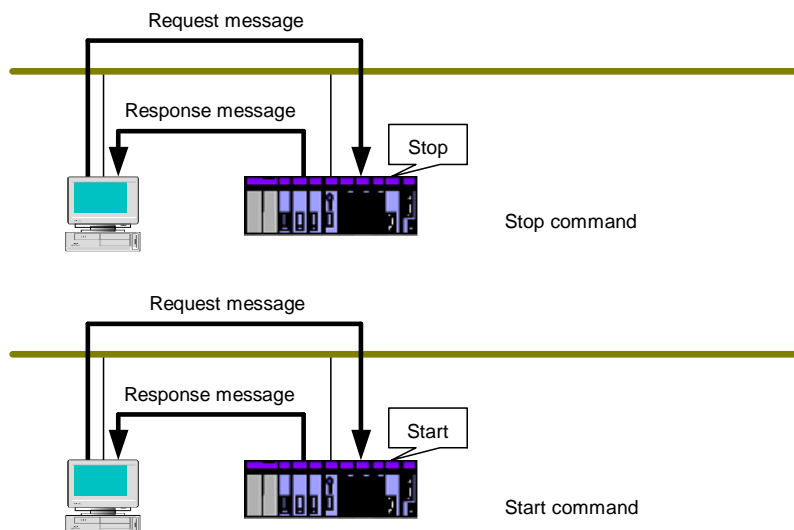 Request message
Response message
Stop
Stop command
Request message
Response message
Start
Start command